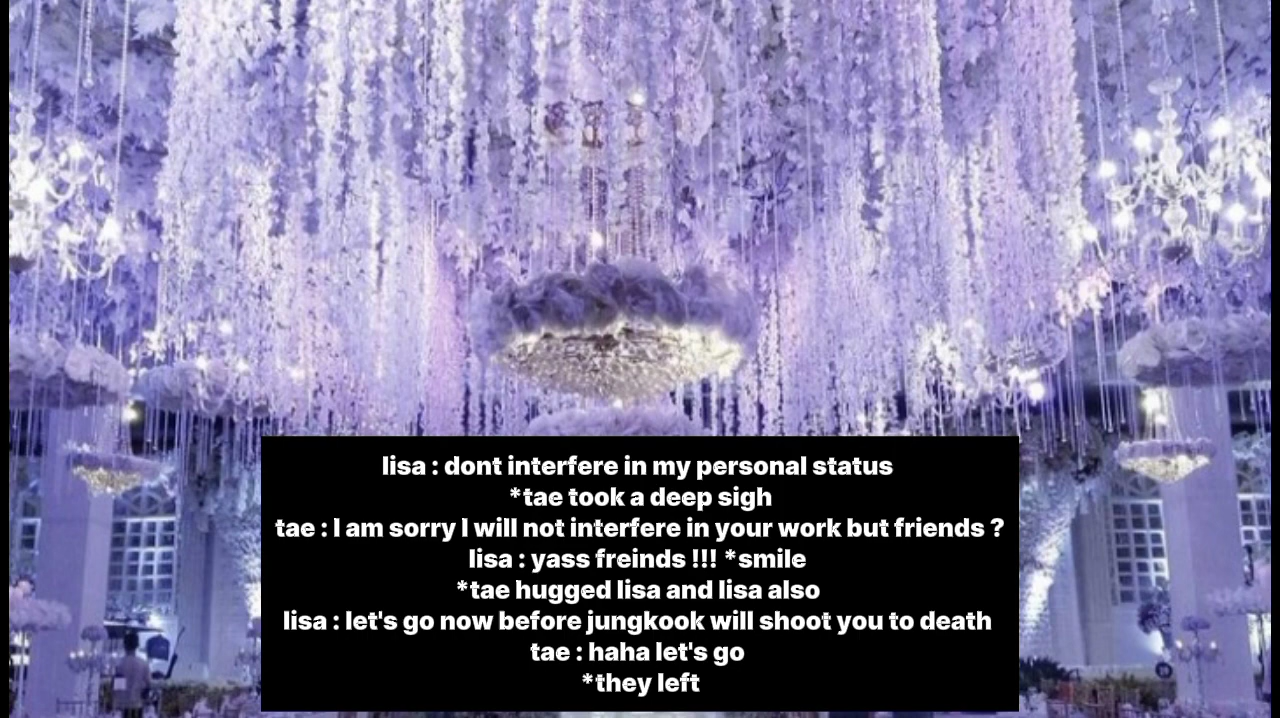 lisa : dont interfere in my personal status
*tae took a deep sigh
tae : I am sorry I will not interfere in your work but friends ?
lisa : yass freinds !!! *smile
*tae hugged lisa and lisa also
lisa : let's go now before jungkook will shoot you to death
tae : haha let's go
*they left